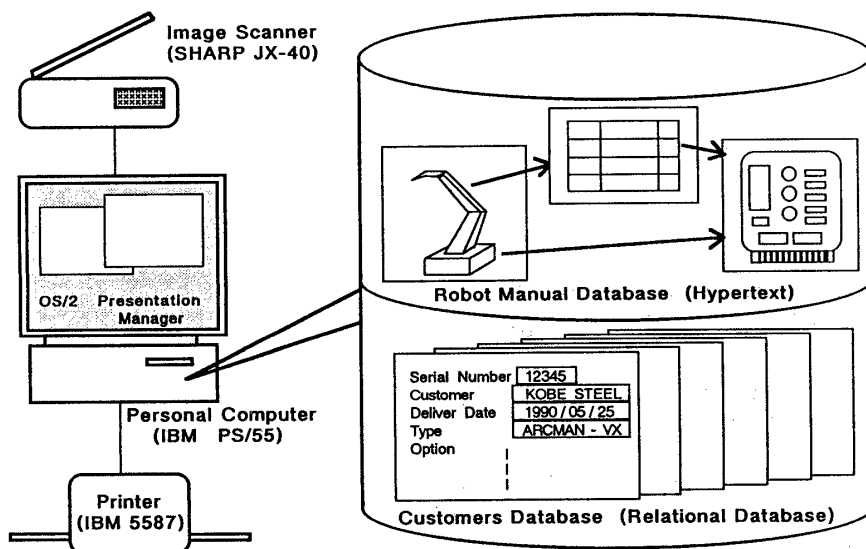 Image Scanner
(SHARP JX-40)
OS/2 Presentation
Manager
Personal Computer
(IBM PS/55)
Printer
(IBM 5587)
Robot Manual Database (Hypertext)
Serial Number 12345
Customer KOBE STEEL
Deliver Date 1990/05/25
Type ARCMAN - VX
Option
Customers Database (Relational Database)